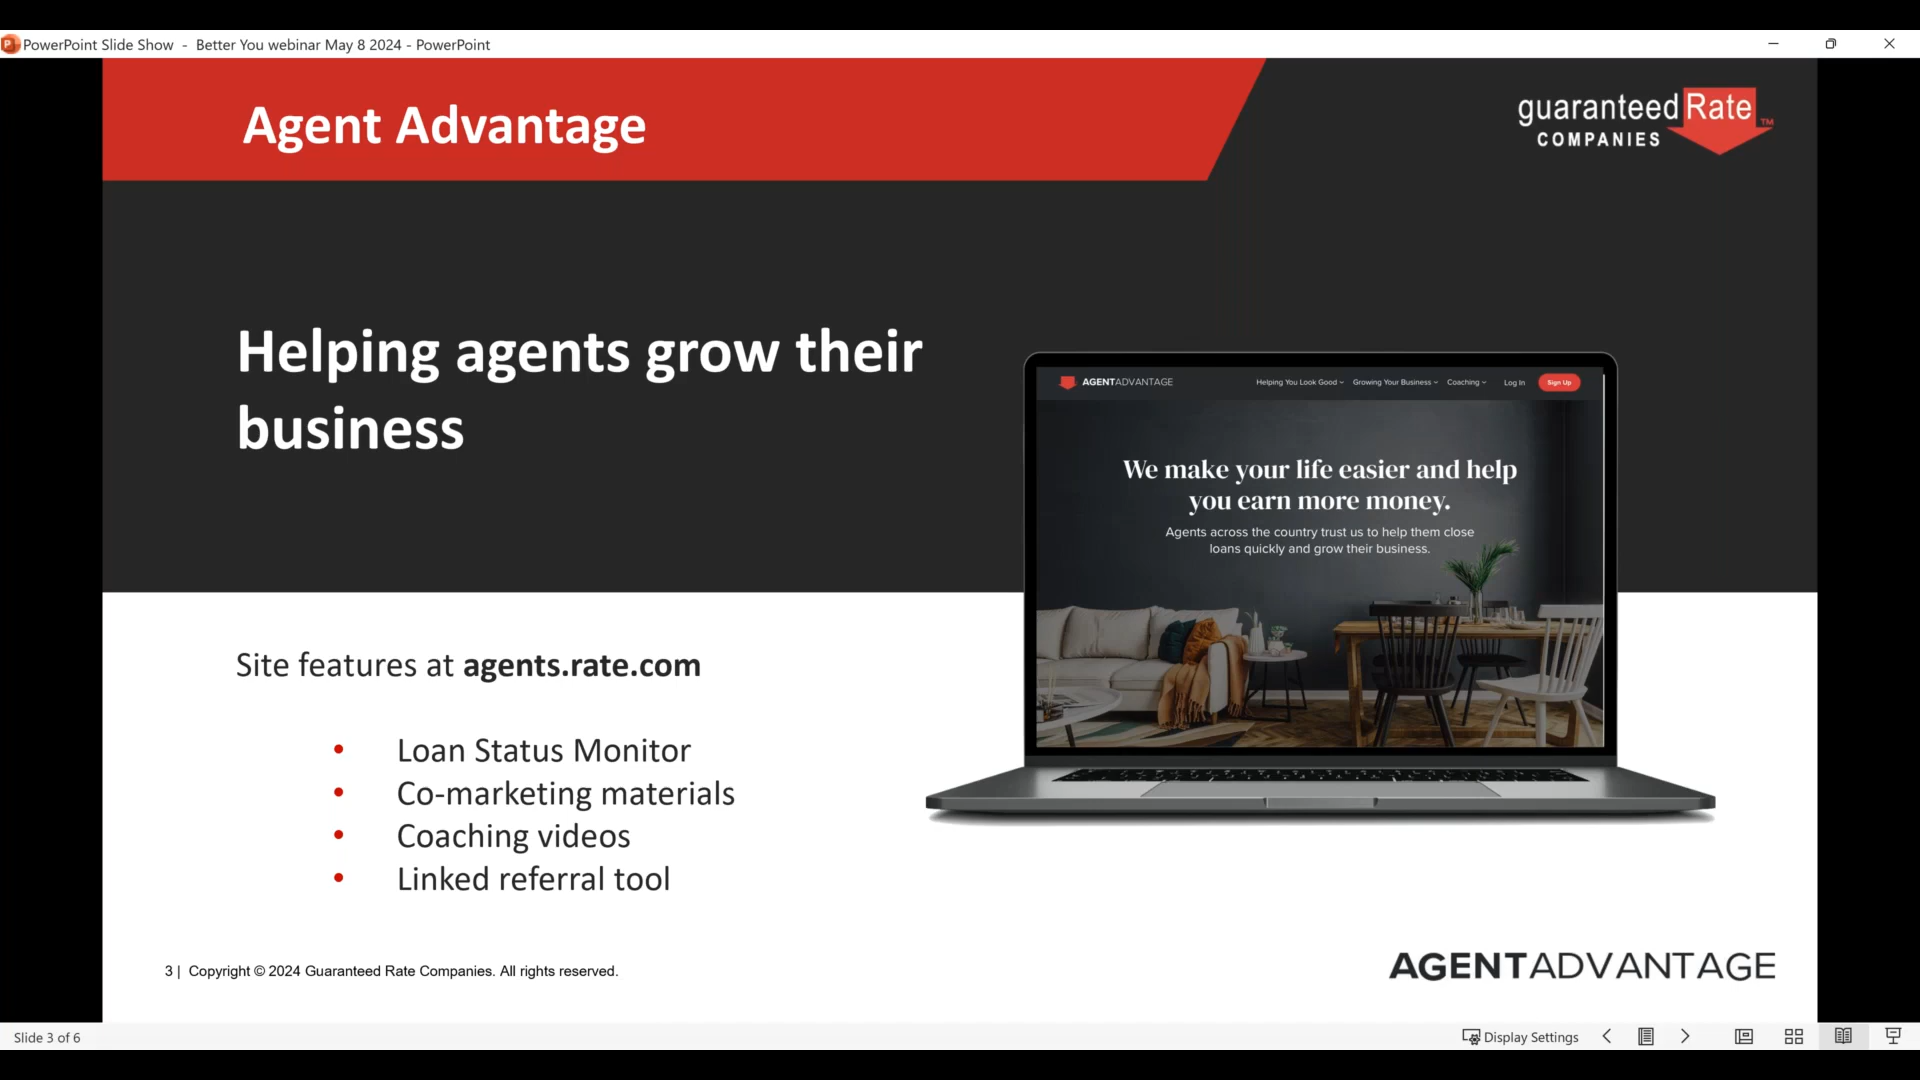 PowerPoint Slide Show - Better You webinar May 8 2024 - PowerPoint
Agent Advantage
guaranteed Rate ™
COMPANIES
Helping agents grow their
business
AGENTADVANTAGE Helping You Look Good Growing Your Business Coaching Log In Sign Up
We make your life easier and help
you earn more money.
Agents across the country trust us to help them close
loans quickly and grow their business.
Site features at agents.rate.com
• Loan Status Monitor
• Co-marketing materials
• Coaching videos
• Linked referral tool
3 | Copyright © 2024 Guaranteed Rate Companies. All rights reserved.
AGENTADVANTAGE
Slide 3 of 6
Display Settings